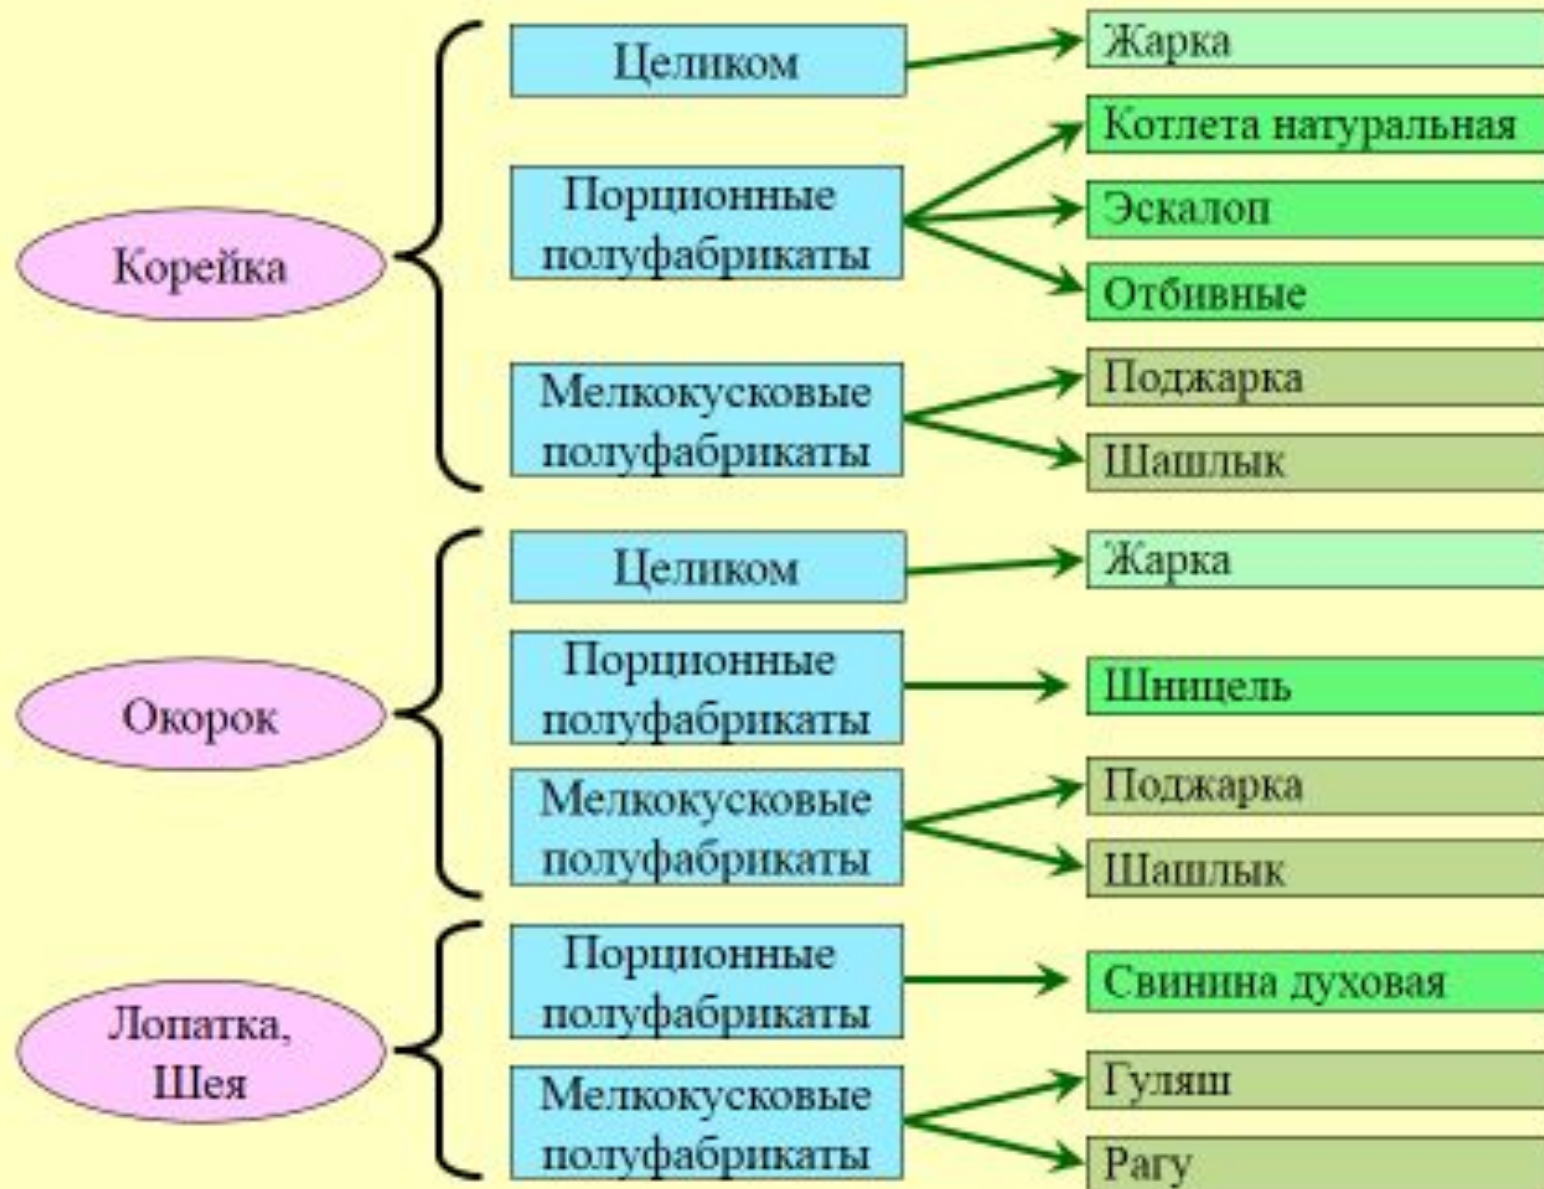 Корейка
Целиком
Жарка
Порционные
полуфабрикаты
Котлета натуральная
Эскалоп
Отбивные
Мелкокусковые
полуфабрикаты
Поджарка
Шашлык
Окорок
Целиком
Жарка
Порционные
полуфабрикаты
Шницель
Мелкокусковые
полуфабрикаты
Поджарка
Шашлык
Лопатка,
Шея
Порционные
полуфабрикаты
Свинина духовая
Мелкокусковые
полуфабрикаты
Гуляш
Рагу